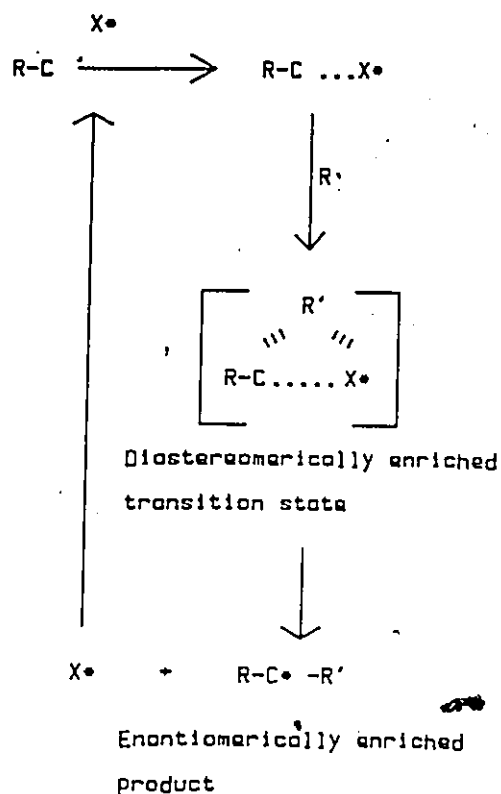 X*
R-C
R-C ...X*
R'
R'
R-C.....X*
Diastereomerically enriched
transition state
X* + R-C* -R'
Enantiomerically enriched
product